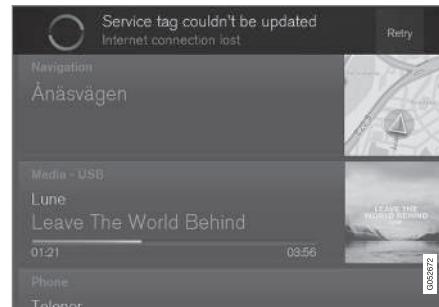 Service tag couldn't be updated
Internet connection lost
Retry
Navigation
Ånäsvägen
Media - USB
Lune
Leave The World Behind
LEAVE THE
WORLD BEHIND
01:21
03:56
Phone
Telenor
G052672